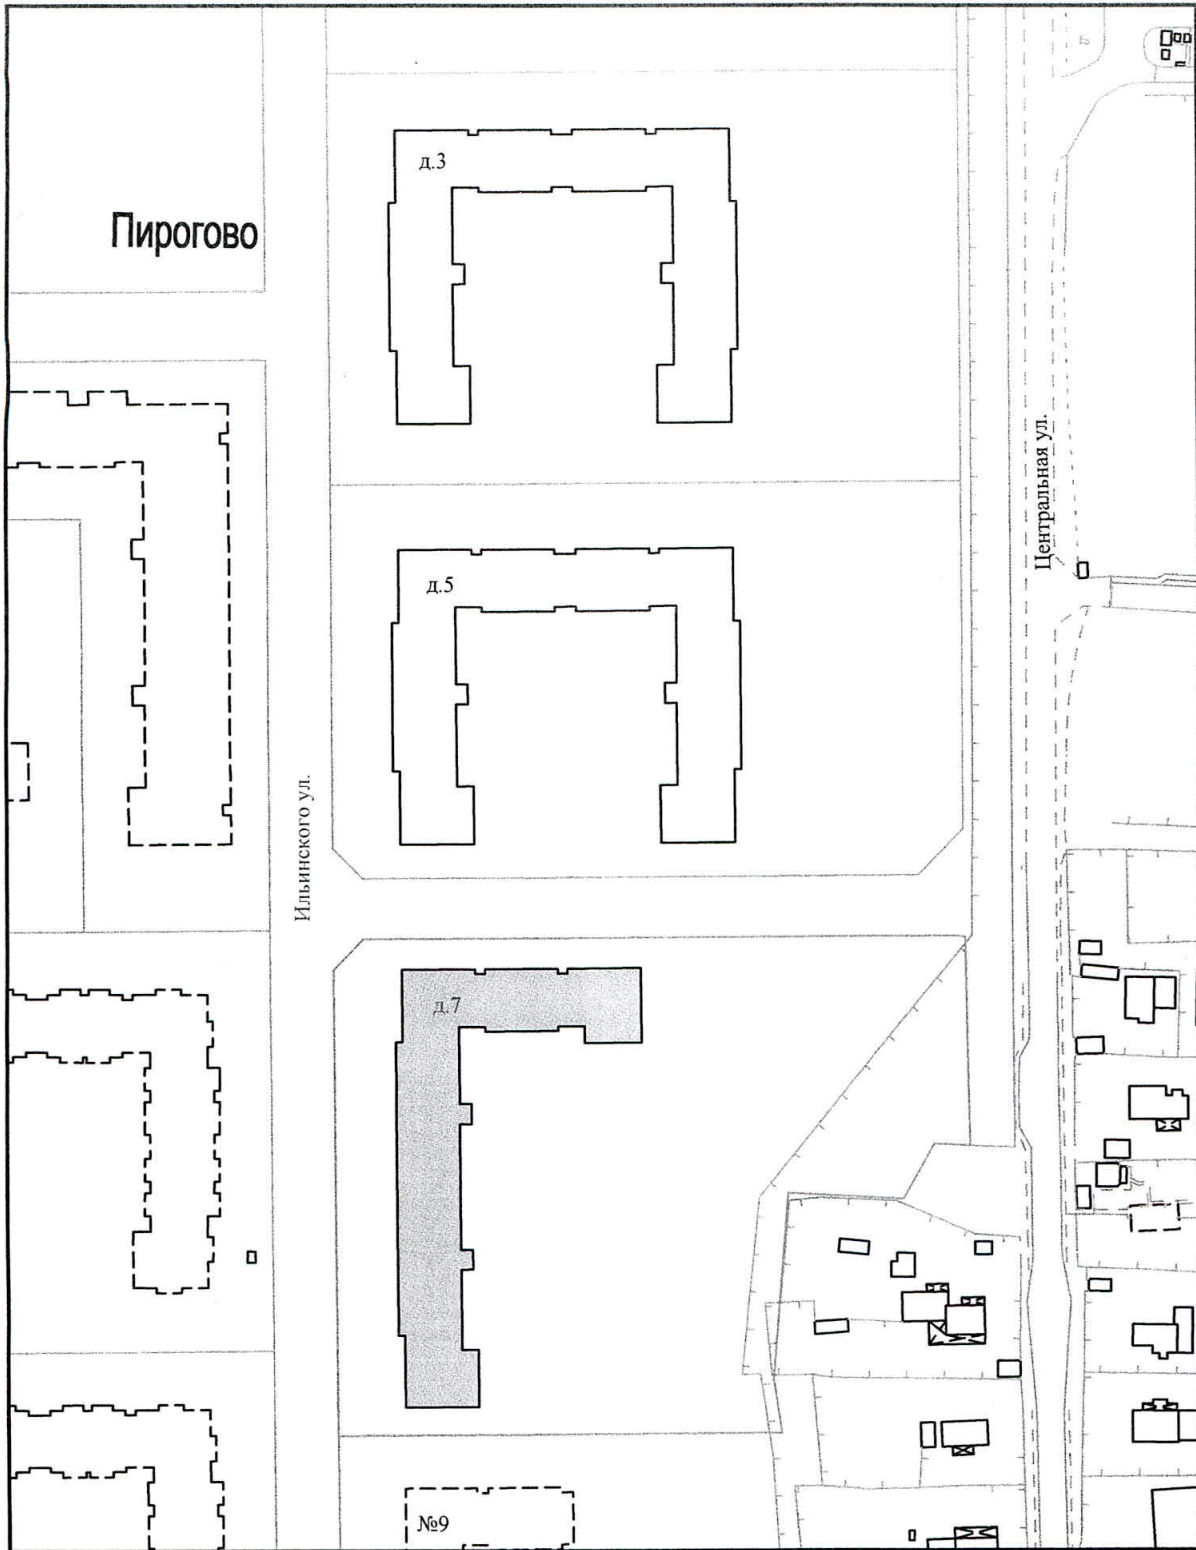 д.3
Пирогово
Центральная ул.
д.5
Ильинского ул.
д.7
№9